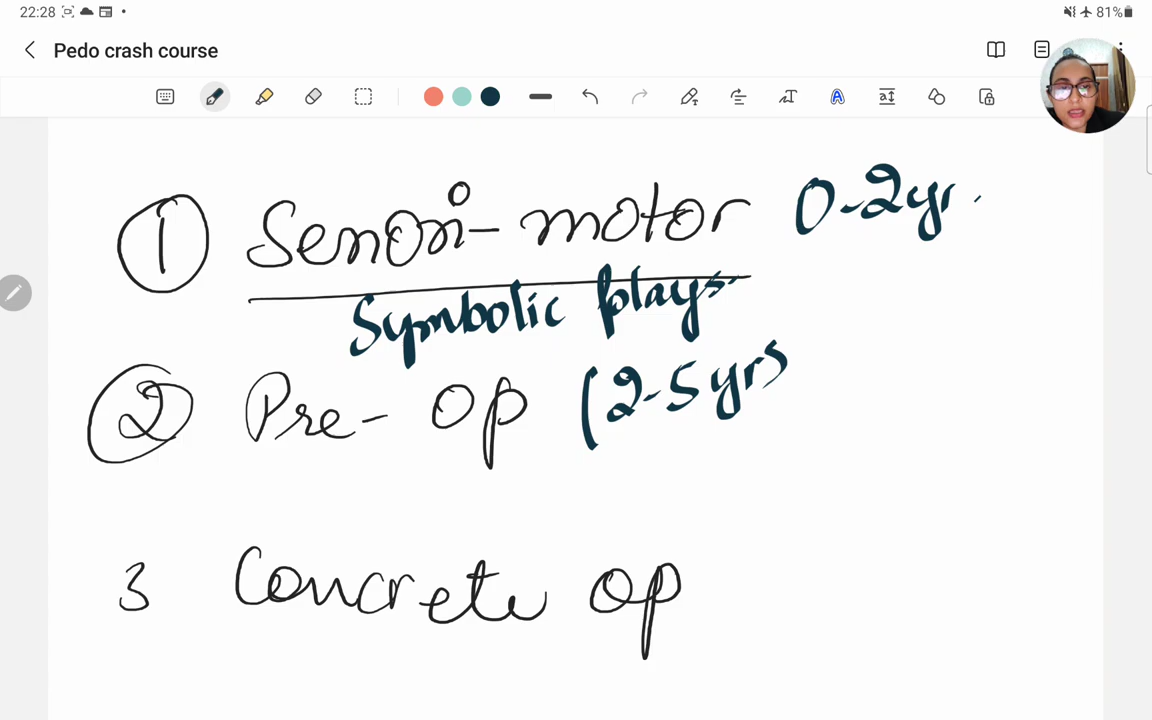 22:28 81%
Pedo crash course
① Sensori-motor 0-2yr.
Symbolic plays
② Pre-op (2-5yrs
3 Concrete op